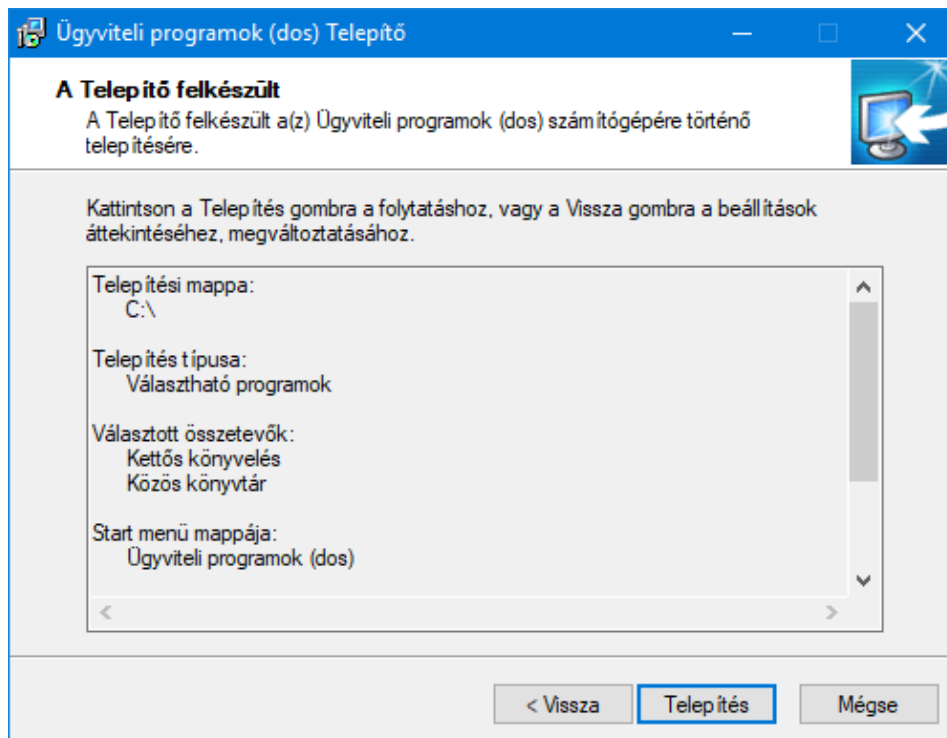 Ügyviteli programok (dos) Telepítő
A Telepítő felkészült
A Telepítő felkészült a(z) Ügyviteli programok (dos) számítógépére történő
telepítésére.
Kattintson a Telepítés gombra a folytatáshoz, vagy a Vissza gombra a beállítások
áttekintéséhez, megváltoztatásához.
Telepítési mappa:
C:\
Telepítés típusa:
Választható programok
Választott összetevők:
Kettős könyvelés
Közös könyvtár
Start menü mappája:
Ügyviteli programok (dos)
< Vissza
Telepítés
Mégse